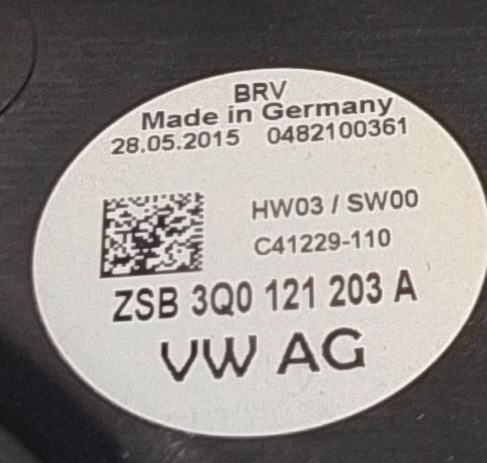 BRV
Made in Germany
28.05.2015 0482100361
HW03 / SW00
C41229-110
ZSB 3Q0 121 203 A
VW AG